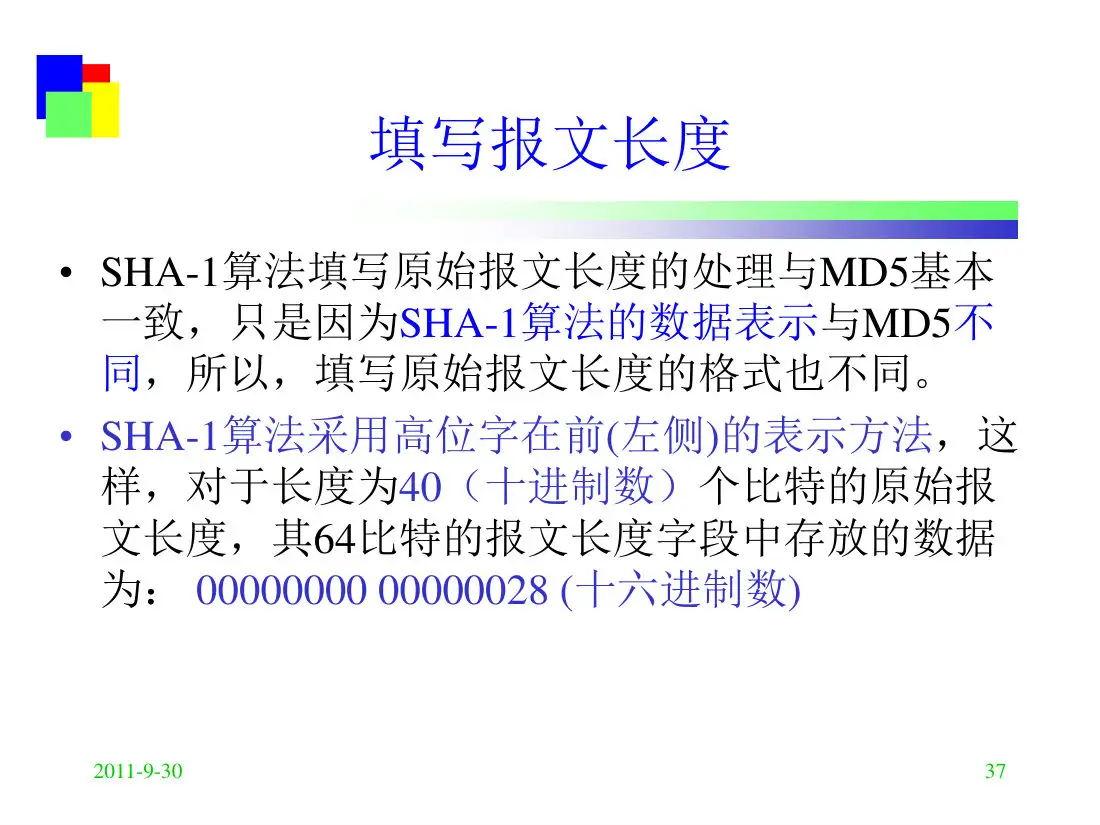 填写报文长度
• SHA-1算法填写原始报文长度的处理与MD5基本
一致，只是因为SHA-1算法的数据表示与MD5不
同，所以，填写原始报文长度的格式也不同。
• SHA-1算法采用高位字在前(左侧)的表示方法，这
样，对于长度为40（十进制数）个比特的原始报
文长度，其64比特的报文长度字段中存放的数据
为： 00000000 00000028 (十六进制数)
2011-9-30
37